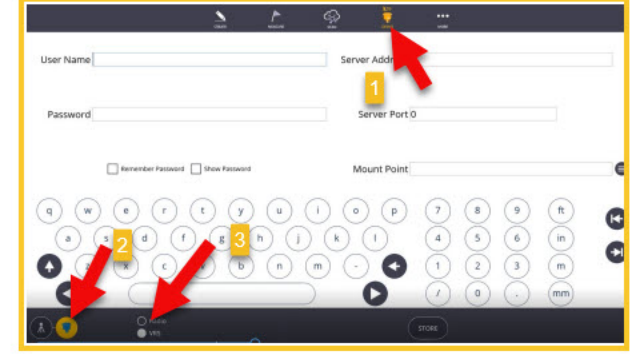 User Name
Server Addr
1
Password
Server Port 0
Remember Password
Show Password
Mount Point
q w e r t y u i o p 7 8 9 ft
a s d f g h j k l 4 5 6 in
2
3
z x c v b n m - 1 2 3 m
/ 0 . mm
VRS
STORE